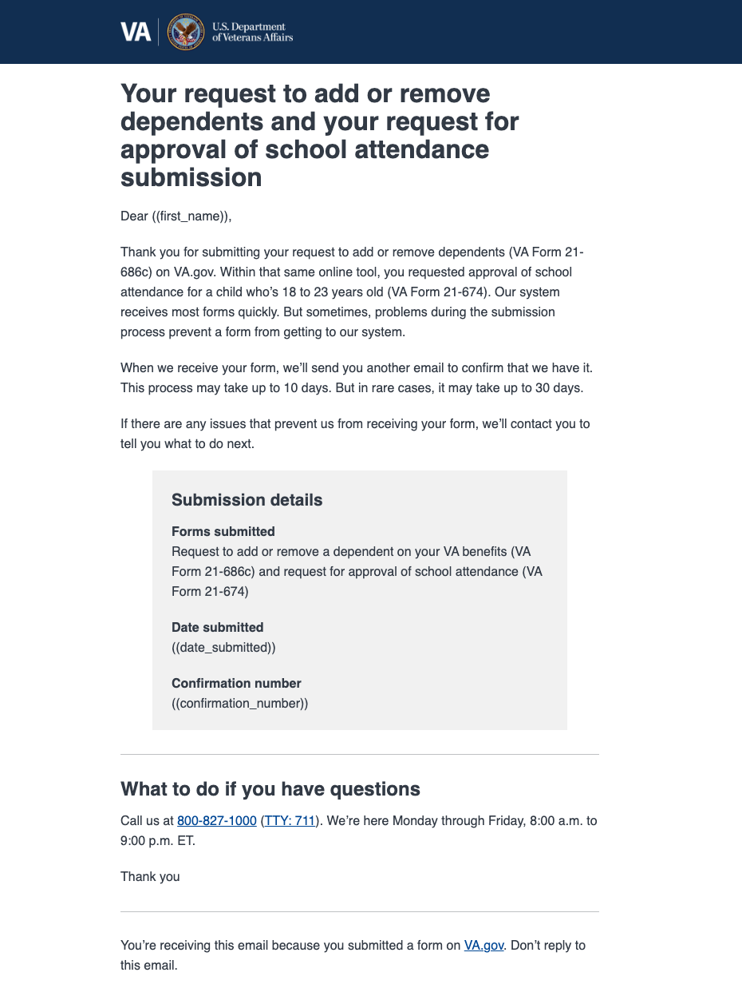 VA
U.S. Department
of Veterans Affairs
Your request to add or remove
dependents and your request for
approval of school attendance
submission
Dear ((first_name)),
Thank you for submitting your request to add or remove dependents (VA Form 21-
686c) on VA.gov. Within that same online tool, you requested approval of school
attendance for a child who’s 18 to 23 years old (VA Form 21-674). Our system
receives most forms quickly. But sometimes, problems during the submission
process prevent a form from getting to our system.
When we receive your form, we’ll send you another email to confirm that we have it.
This process may take up to 10 days. But in rare cases, it may take up to 30 days.
If there are any issues that prevent us from receiving your form, we’ll contact you to
tell you what to do next.
Submission details
Forms submitted
Request to add or remove a dependent on your VA benefits (VA
Form 21-686c) and request for approval of school attendance (VA
Form 21-674)
Date submitted
((date_submitted))
Confirmation number
((confirmation_number))
What to do if you have questions
Call us at 800-827-1000 (TTY: 711). We’re here Monday through Friday, 8:00 a.m. to
9:00 p.m. ET.
Thank you
You’re receiving this email because you submitted a form on VA.gov. Don’t reply to
this email.